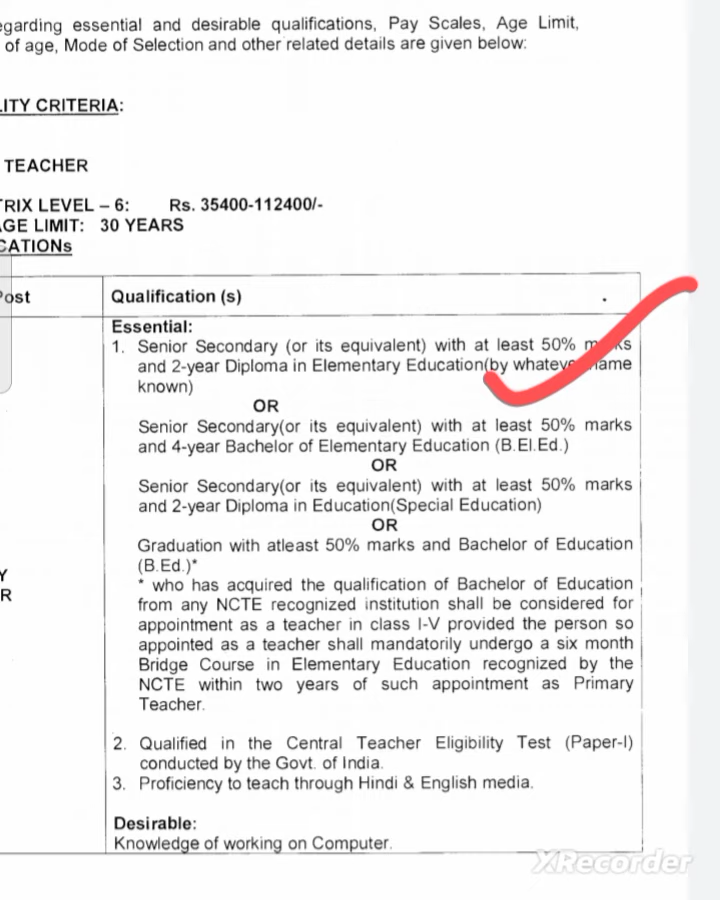 egarding essential and desirable qualifications, Pay Scales, Age Limit,
of age, Mode of Selection and other related details are given below:
LITY CRITERIA:
TEACHER
TRIX LEVEL – 6: Rs. 35400-112400/-
AGE LIMIT: 30 YEARS
CATIONs
Post Qualification (s)
Essential:
1. Senior Secondary (or its equivalent) with at least 50% marks
and 2-year Diploma in Elementary Education(by whatever name
known)
OR
Senior Secondary(or its equivalent) with at least 50% marks
and 4-year Bachelor of Elementary Education (B.El.Ed.)
OR
Senior Secondary(or its equivalent) with at least 50% marks
and 2-year Diploma in Education(Special Education)
OR
Graduation with atleast 50% marks and Bachelor of Education
(B.Ed.)*
Y
* who has acquired the qualification of Bachelor of Education
R
from any NCTE recognized institution shall be considered for
appointment as a teacher in class I-V provided the person so
appointed as a teacher shall mandatorily undergo a six month
Bridge Course in Elementary Education recognized by the
NCTE within two years of such appointment as Primary
Teacher.
2. Qualified in the Central Teacher Eligibility Test (Paper-I)
conducted by the Govt. of India.
3. Proficiency to teach through Hindi & English media.
Desirable:
Knowledge of working on Computer.
XRecorder